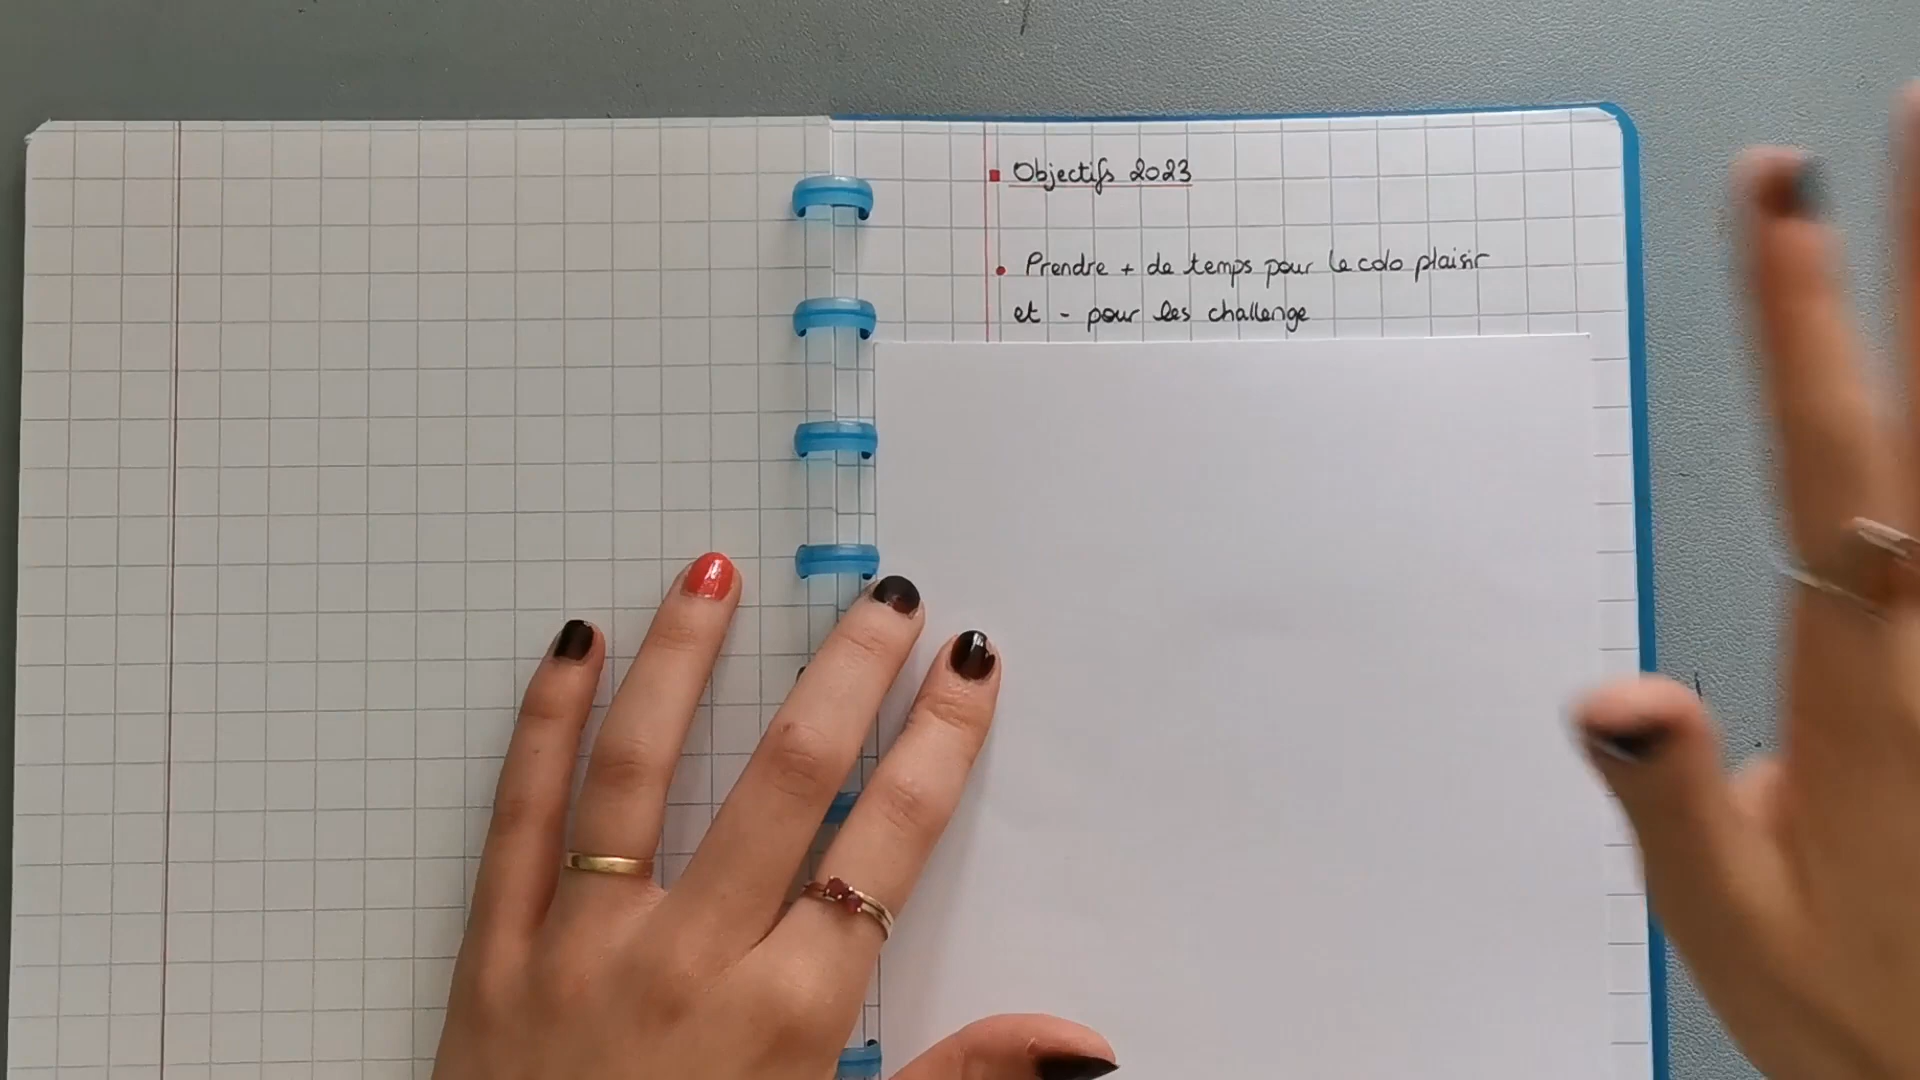 Objectifs 2023
Prendre + de temps pour le colo plaisir
et - pour les challenge